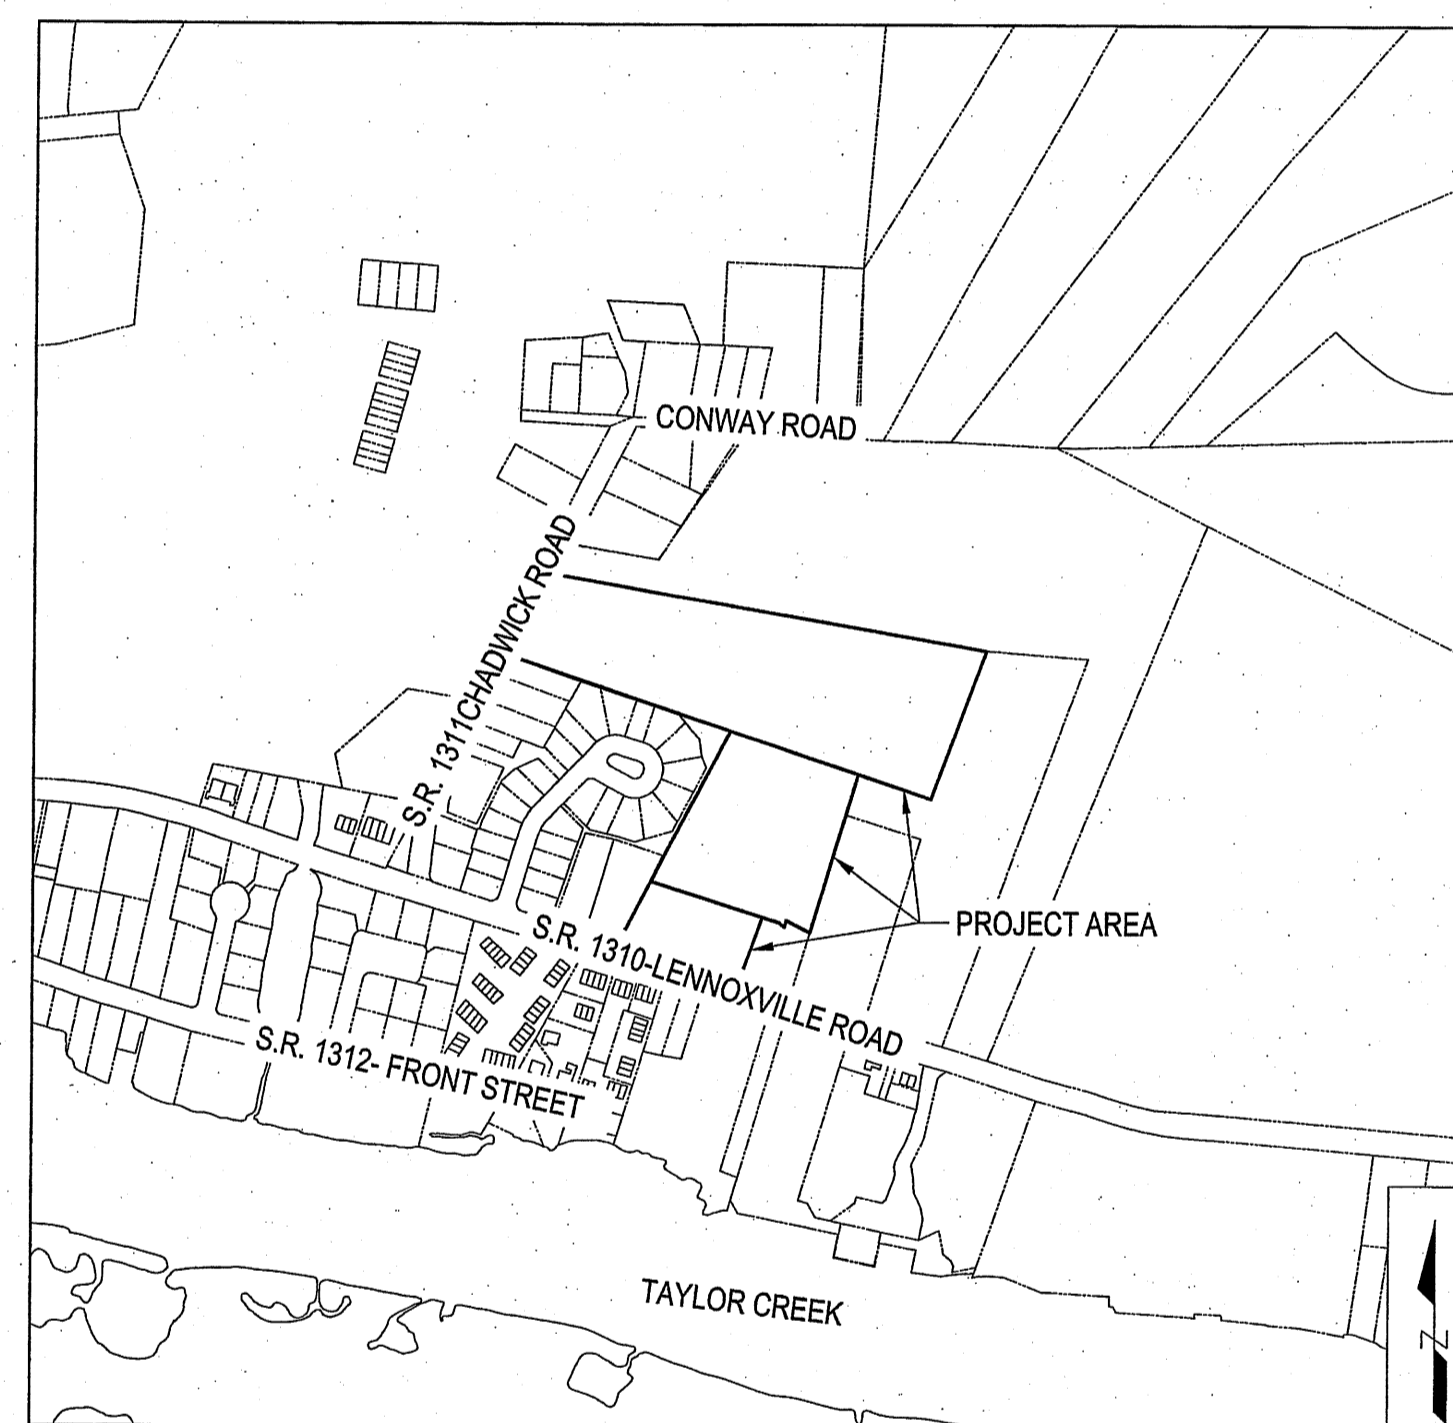 CONWAY ROAD
S.R. 1311CHADWICK ROAD
PROJECT AREA
S.R. 1310-LENNOXVILLE ROAD
S.R. 1312- FRONT STREET
TAYLOR CREEK
N